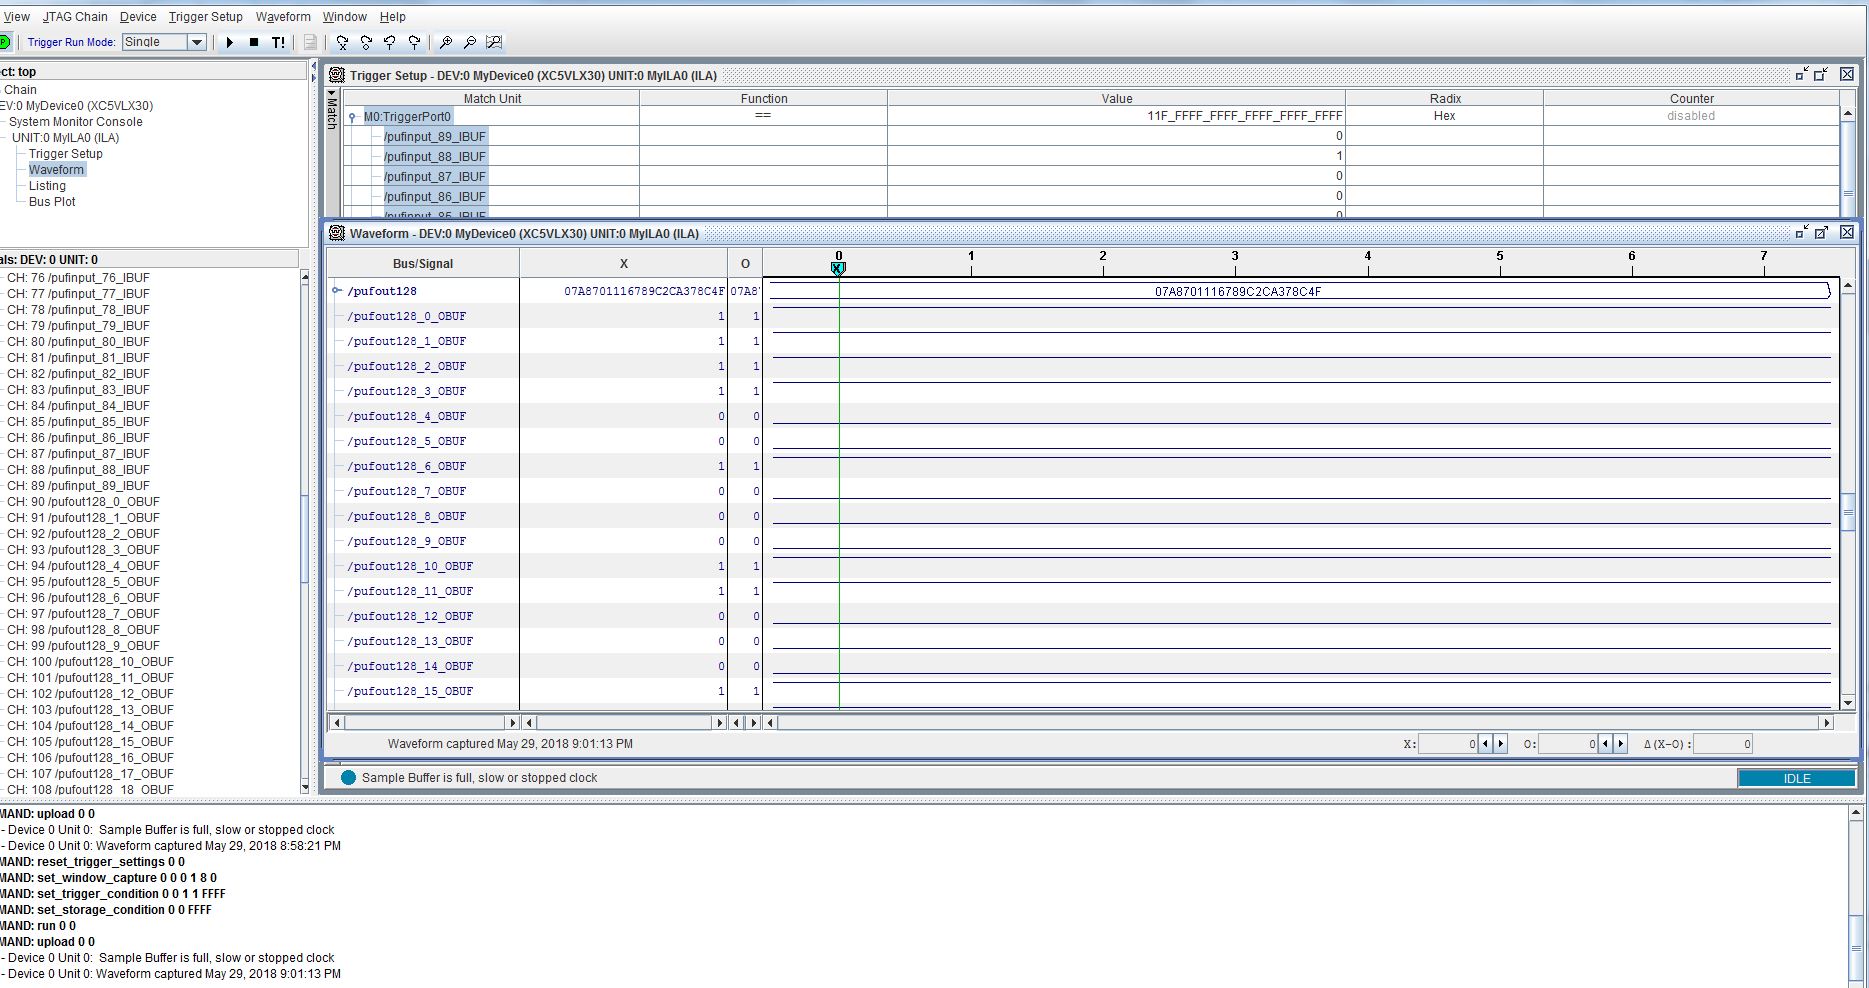 View JTAG Chain Device Trigger Setup Waveform Window Help
Trigger Run Mode: Single T!
ect: top
Chain
EV:0 MyDevice0 (XC5VLX30)
System Monitor Console
UNIT:0 MyILA0 (ILA)
Trigger Setup
Waveform
Listing
Bus Plot
als: DEV: 0 UNIT: 0
CH: 76 /pufinput_76_IBUF
CH: 77 /pufinput_77_IBUF
CH: 78 /pufinput_78_IBUF
CH: 79 /pufinput_79_IBUF
CH: 80 /pufinput_80_IBUF
CH: 81 /pufinput_81_IBUF
CH: 82 /pufinput_82_IBUF
CH: 83 /pufinput_83_IBUF
CH: 84 /pufinput_84_IBUF
CH: 85 /pufinput_85_IBUF
CH: 86 /pufinput_86_IBUF
CH: 87 /pufinput_87_IBUF
CH: 88 /pufinput_88_IBUF
CH: 89 /pufinput_89_IBUF
CH: 90 /pufout128_0_OBUF
CH: 91 /pufout128_1_OBUF
CH: 92 /pufout128_2_OBUF
CH: 93 /pufout128_3_OBUF
CH: 94 /pufout128_4_OBUF
CH: 95 /pufout128_5_OBUF
CH: 96 /pufout128_6_OBUF
CH: 97 /pufout128_7_OBUF
CH: 98 /pufout128_8_OBUF
CH: 99 /pufout128_9_OBUF
CH: 100 /pufout128_10_OBUF
CH: 101 /pufout128_11_OBUF
CH: 102 /pufout128_12_OBUF
CH: 103 /pufout128_13_OBUF
CH: 104 /pufout128_14_OBUF
CH: 105 /pufout128_15_OBUF
CH: 106 /pufout128_16_OBUF
CH: 107 /pufout128_17_OBUF
CH: 108 /pufout128_18_OBUF
Trigger Setup - DEV:0 MyDevice0 (XC5VLX30) UNIT:0 MyILA0 (ILA)
Match
Match Unit Function Value Radix Counter
M0:TriggerPort0 == 11F_FFFF_FFFF_FFFF_FFFF_FFFF Hex disabled
/pufinput_89_IBUF 0
/pufinput_88_IBUF 1
/pufinput_87_IBUF 0
/pufinput_86_IBUF 0
/pufinput_85_IBUF 0
Waveform - DEV:0 MyDevice0 (XC5VLX30) UNIT:0 MyILA0 (ILA)
Bus/Signal X O 0 1 2 3 4 5 6 7
X
/pufout128 07A8701116789C2CA378C4F 07A8 07A8701116789C2CA378C4F
/pufout128_0_OBUF 1 1
/pufout128_1_OBUF 1 1
/pufout128_2_OBUF 1 1
/pufout128_3_OBUF 1 1
/pufout128_4_OBUF 0 0
/pufout128_5_OBUF 0 0
/pufout128_6_OBUF 1 1
/pufout128_7_OBUF 0 0
/pufout128_8_OBUF 0 0
/pufout128_9_OBUF 0 0
/pufout128_10_OBUF 1 1
/pufout128_11_OBUF 1 1
/pufout128_12_OBUF 0 0
/pufout128_13_OBUF 0 0
/pufout128_14_OBUF 0 0
/pufout128_15_OBUF 1 1
Waveform captured May 29, 2018 9:01:13 PM X: 0 O: 0 Δ(X-O): 0
Sample Buffer is full, slow or stopped clock IDLE
MAND: upload 0 0
- Device 0 Unit 0: Sample Buffer is full, slow or stopped clock
- Device 0 Unit 0: Waveform captured May 29, 2018 8:58:21 PM
MAND: reset_trigger_settings 0 0
MAND: set_window_capture 0 0 0 1 8 0
MAND: set_trigger_condition 0 0 1 1 FFFF
MAND: set_storage_condition 0 0 FFFF
MAND: run 0 0
MAND: upload 0 0
- Device 0 Unit 0: Sample Buffer is full, slow or stopped clock
- Device 0 Unit 0: Waveform captured May 29, 2018 9:01:13 PM